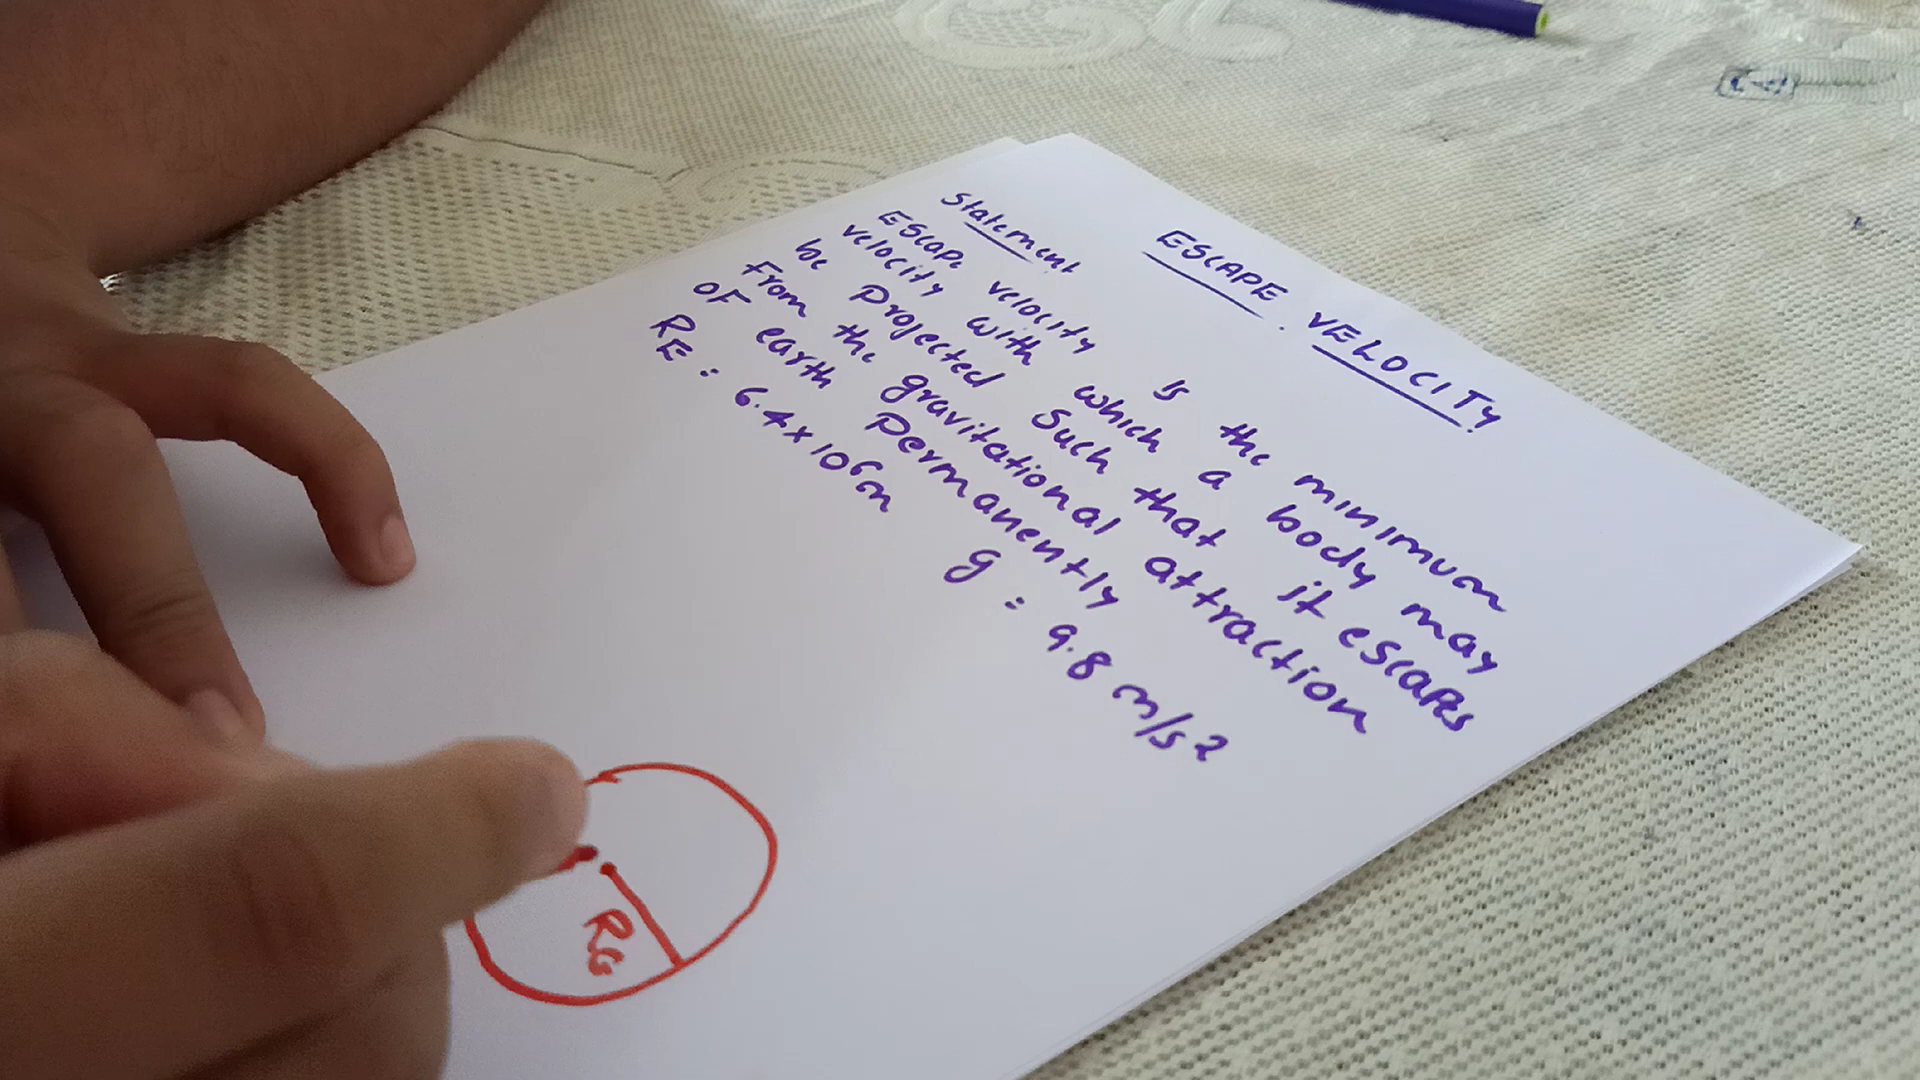 ESCAPE VELOCITY
Statement
Escape velocity is the minimum
velocity with which a body may
be projected such that it escapes
from the gravitational attraction
of earth permanently
RE : 6.4 x 10⁶m g : 9.8 m/s²